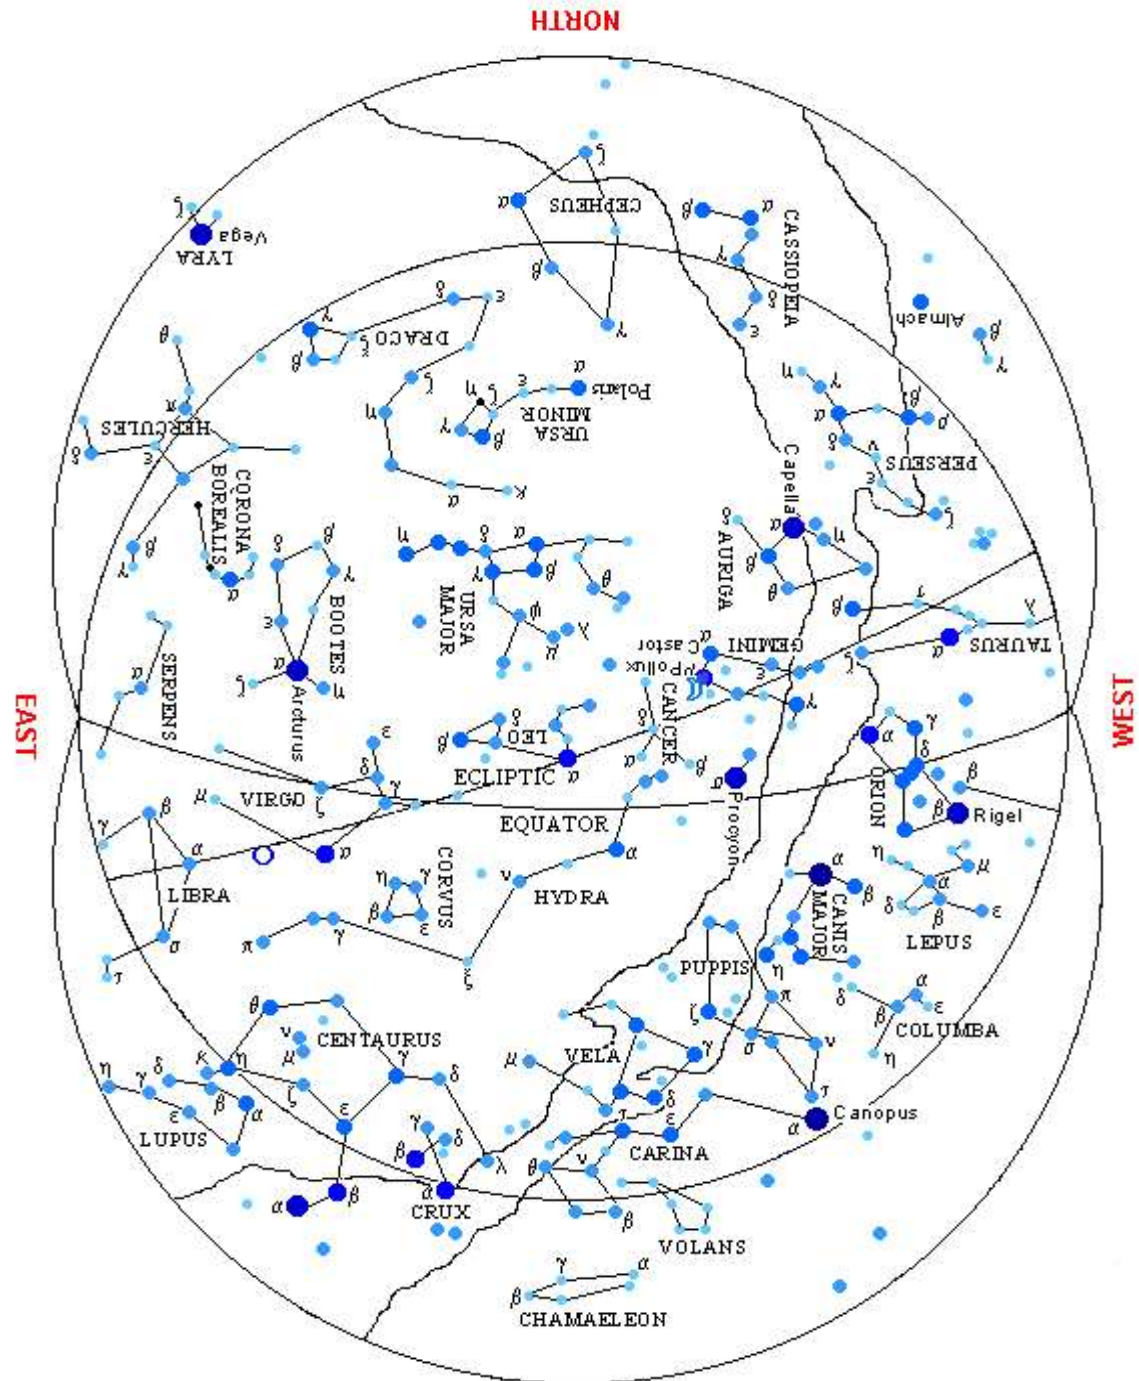 NORTH
ζ
α
CEPHEUS
β
γ
β
α
CASSIOPEIA
γ
δ
ε
ζ
Vega
LYRA
Almach
β
γ
δ
ε
γ
DRACO
β
ξ
ζ
η
α
κ
θ
π
HERCULES
δ
ε
β
γ
α
Polaris
ε
ζ
η
URSA
MINOR
γ
β
η
γ
α
ρ
δ
ν
PERSEUS
ε
ζ
CORONA
BOREALIS
α
δ
β
γ
BOOTES
ε
α
ζ
η
Arcturus
η
δ
α
γ
β
θ
URSA
MAJOR
ψ
λ
μ
Capella
δ
α
η
β
θ
AURIGA
β
τ
λ
TAURUS
α
ζ
α
GEMINI
Castor
Pollux
ε
γ
SERPENS
α
EAST
WEST
δ
β
LEO
α
CANCER
δ
α
β
ECLIPTIC
ε
δ
γ
VIRGO
ζ
μ
α
α
Procyon
α
γ
δ
ORION
β
β
Rigel
EQUATOR
γ
β
α
LIBRA
σ
τ
CORVUS
η
γ
β
ε
α
ν
HYDRA
π
γ
ξ
α
CANIS
MAJOR
β
η
η
μ
α
δ
β
ε
LEPUS
PUPPIS
π
ζ
σ
ν
τ
δ
α
β
ε
COLUMBA
η
θ
ν
CENTAURUS
μ
κ
η
γ
δ
ζ
ε
λ
β
α
μ
VELA
γ
δ
η
γ
δ
β
ε
α
LUPUS
γ
β
δ
α
CRUX
Canopus
α
ε
CARINA
ν
θ
β
VOLANS
γ
α
β
CHAMAELEON